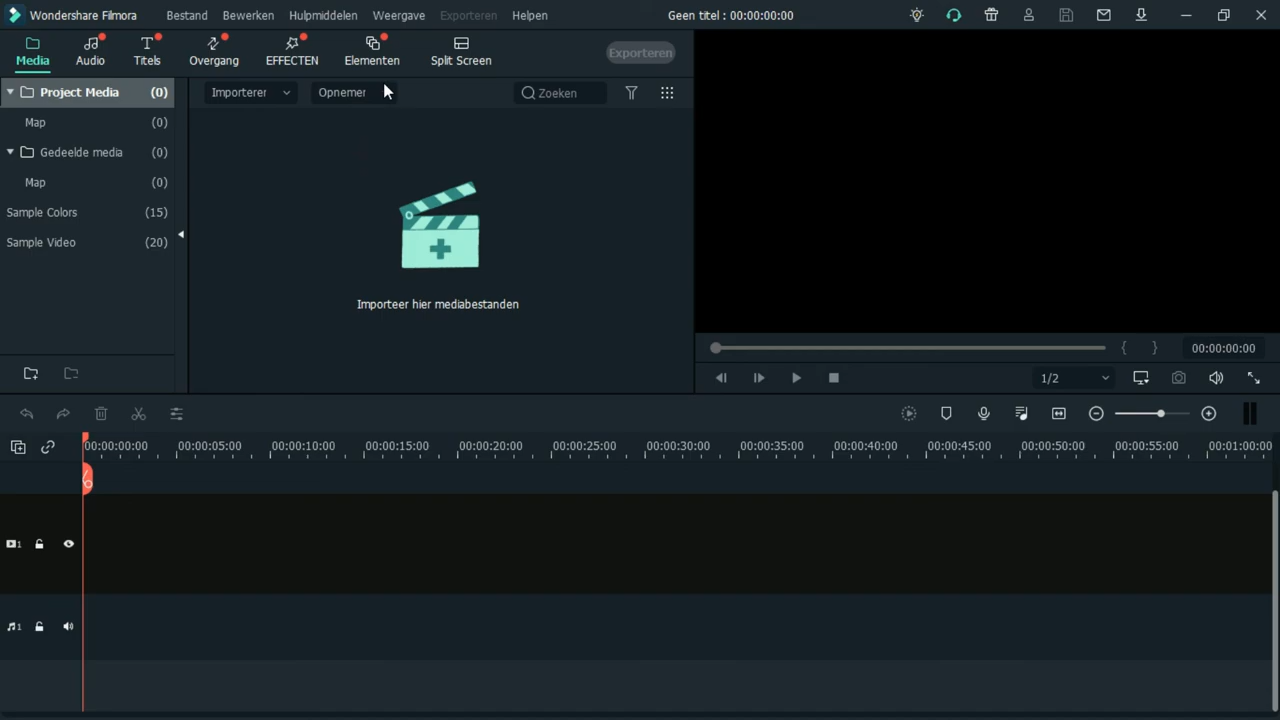 Wondershare Filmora Bestand Bewerken Hulpmiddelen Weergave Exporteren Helpen Geen titel : 00:00:00:00
Media Audio Titels Overgang EFFECTEN Elementen Split Screen Exporteren
Project Media (0)
Map (0)
Gedeelde media (0)
Map (0)
Sample Colors (15)
Sample Video (20)
Importerer Opnemer Zoeken
Importeer hier mediabestanden
{ } 00:00:00:00
1/2
00:00:00:00 00:00:05:00 00:00:10:00 00:00:15:00 00:00:20:00 00:00:25:00 00:00:30:00 00:00:35:00 00:00:40:00 00:00:45:00 00:00:50:00 00:00:55:00 00:01:00:00
1
1